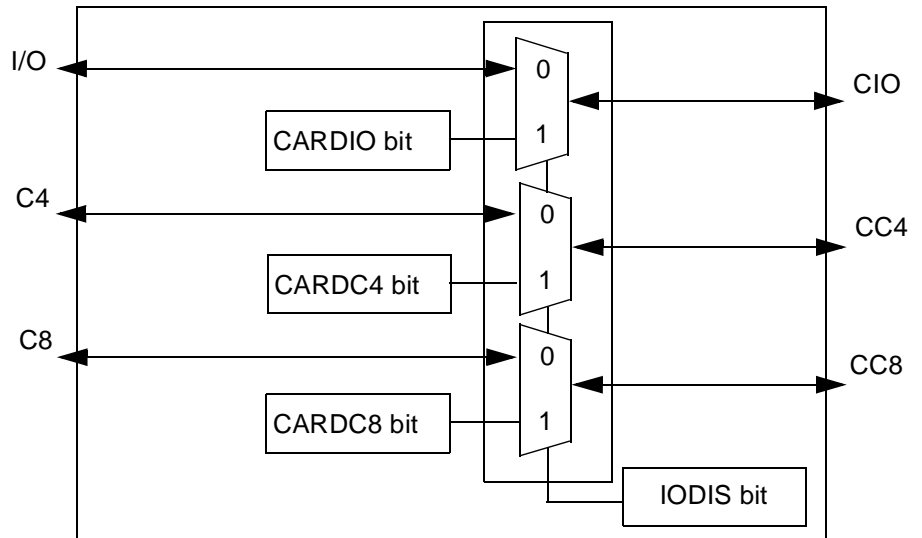 I/O
0
CIO
CARDIO bit
1
C4
0
CC4
CARDC4 bit
1
C8
0
CC8
CARDC8 bit
1
IODIS bit